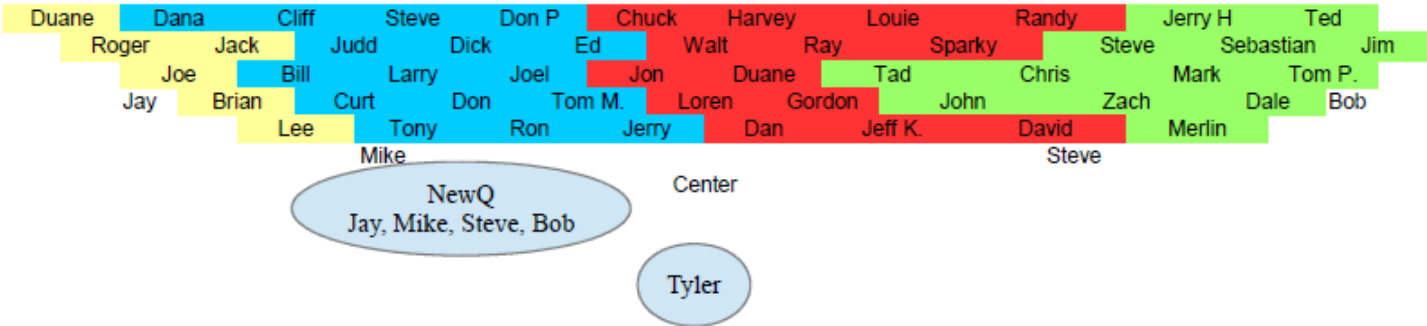 Duane Dana Cliff Steve Don P Chuck Harvey Louie Randy Jerry H Ted
Roger Jack Judd Dick Ed Walt Ray Sparky Steve Sebastian Jim
Joe Bill Larry Joel Jon Duane Tad Chris Mark Tom P.
Jay Brian Curt Don Tom M. Loren Gordon John Zach Dale Bob
Lee Tony Ron Jerry Dan Jeff K. David Merlin
Mike Steve
Center
NewQ
Jay, Mike, Steve, Bob
Tyler